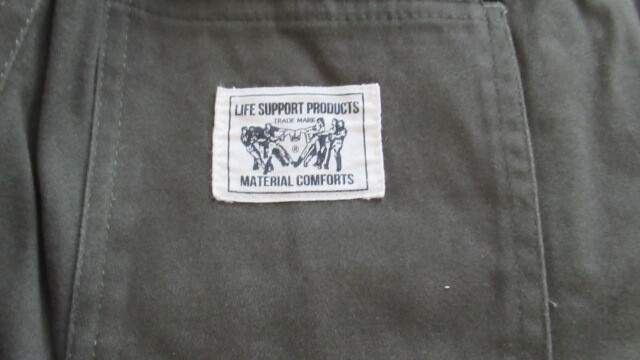 LIFE SUPPORT PRODUCTS
TRADE MARK
®
MATERIAL COMFORTS